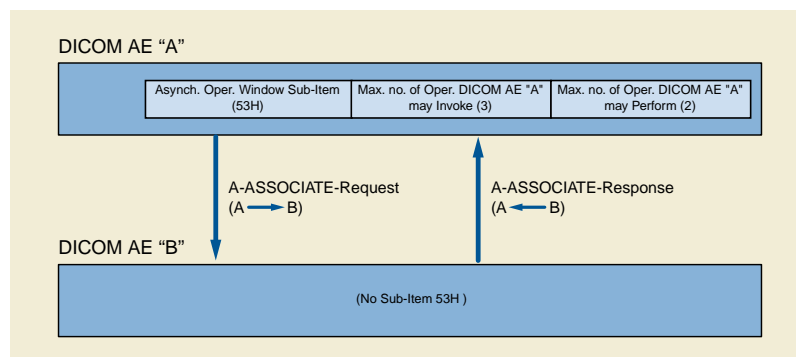 DICOM AE “A”
Asynch. Oper. Window Sub-Item
(53H)
Max. no. of Oper. DICOM AE "A"
may Invoke (3)
Max. no. of Oper. DICOM AE "A"
may Perform (2)
A-ASSOCIATE-Request
(A B)
A-ASSOCIATE-Response
(A B)
DICOM AE “B”
(No Sub-Item 53H )